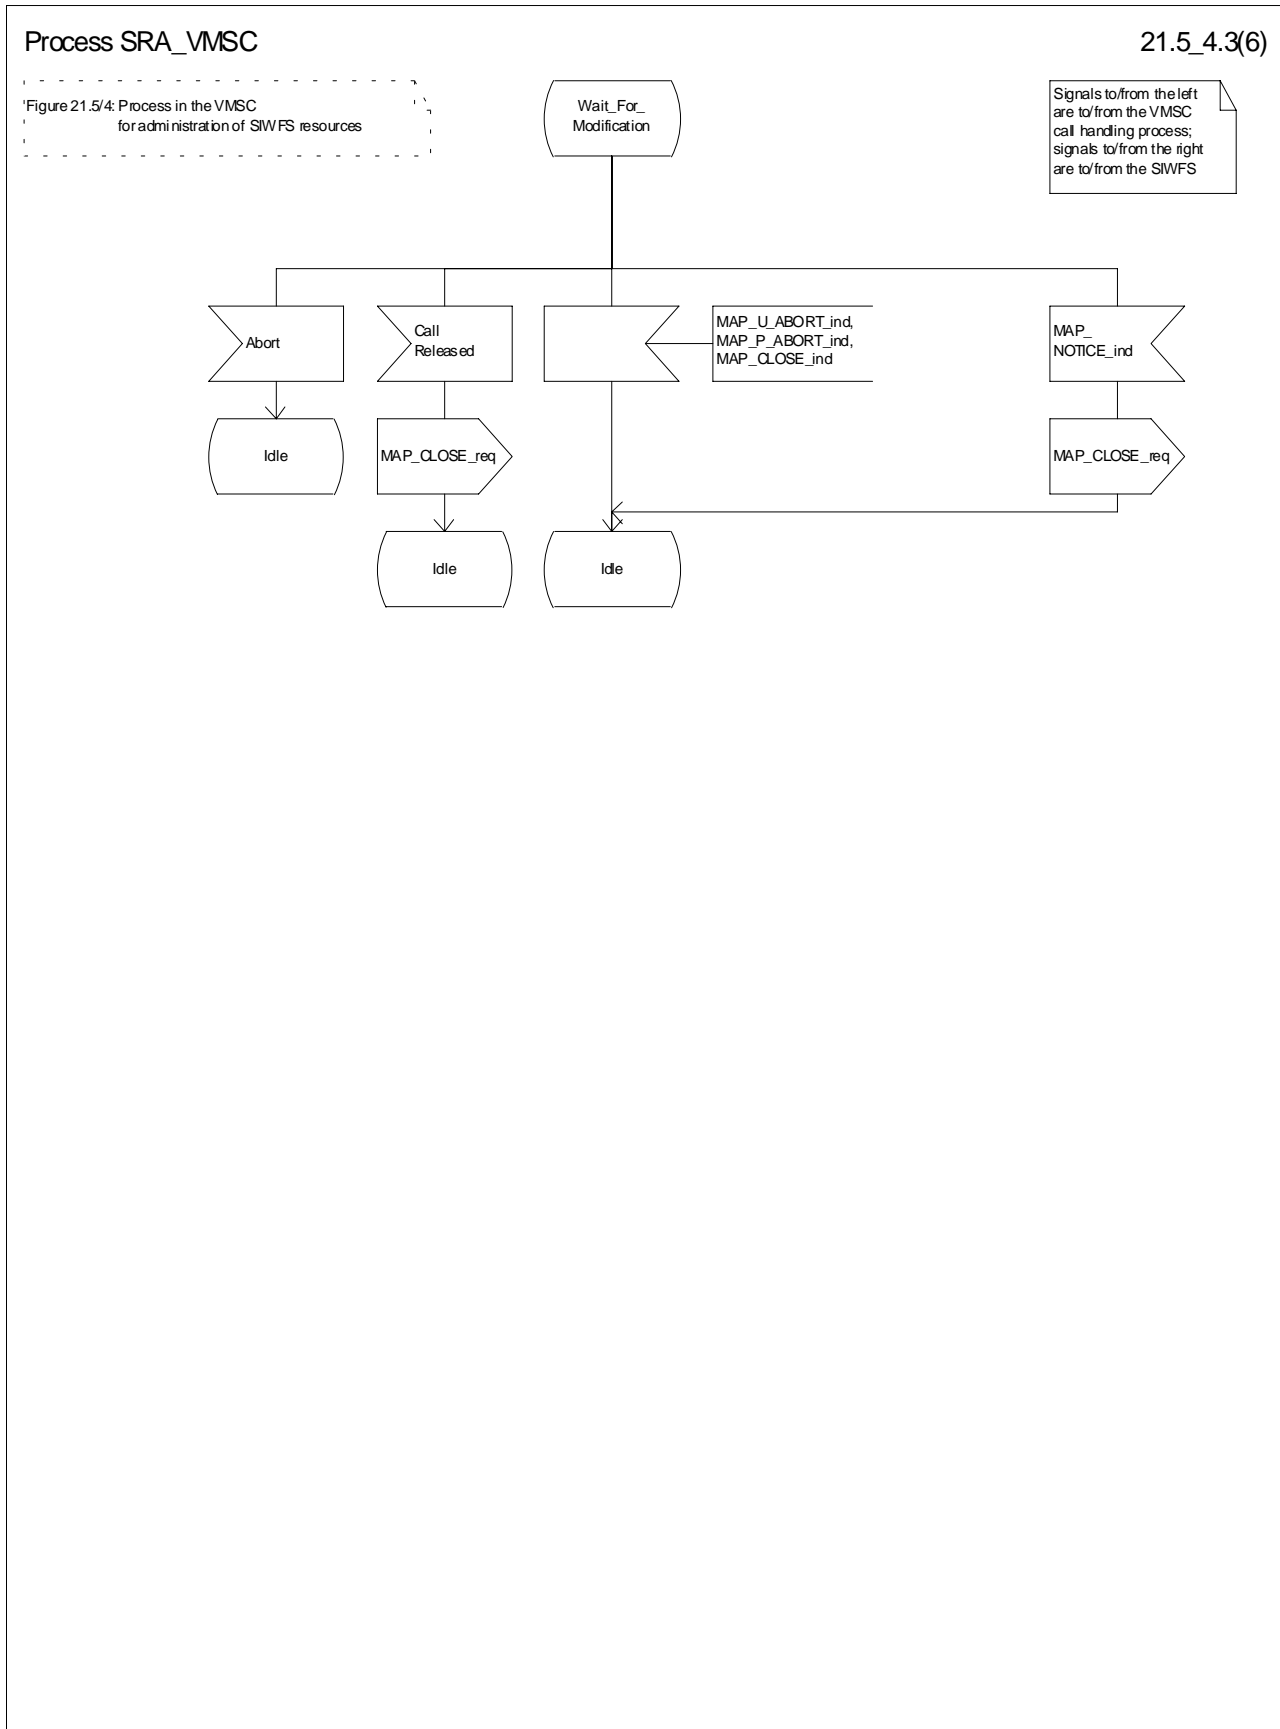 Process SRA_VMSC
21.5_4.3(6)
Figure 21.5/4: Process in the VMSC
for administration of SIWFS resources
Wait_For_
Modification
Signals to/from the left
are to/from the VMSC
call handling process;
signals to/from the right
are to/from the SIWFS
Abort
Call
Released
MAP_U_ABORT_ind,
MAP_P_ABORT_ind,
MAP_CLOSE_ind
MAP_
NOTICE_ind
Idle
MAP_CLOSE_req
MAP_CLOSE_req
Idle
Idle